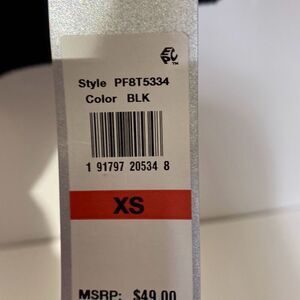 Style PF8T5334
Color BLK
1 91797 20534 8
XS
MSRP: $49.00